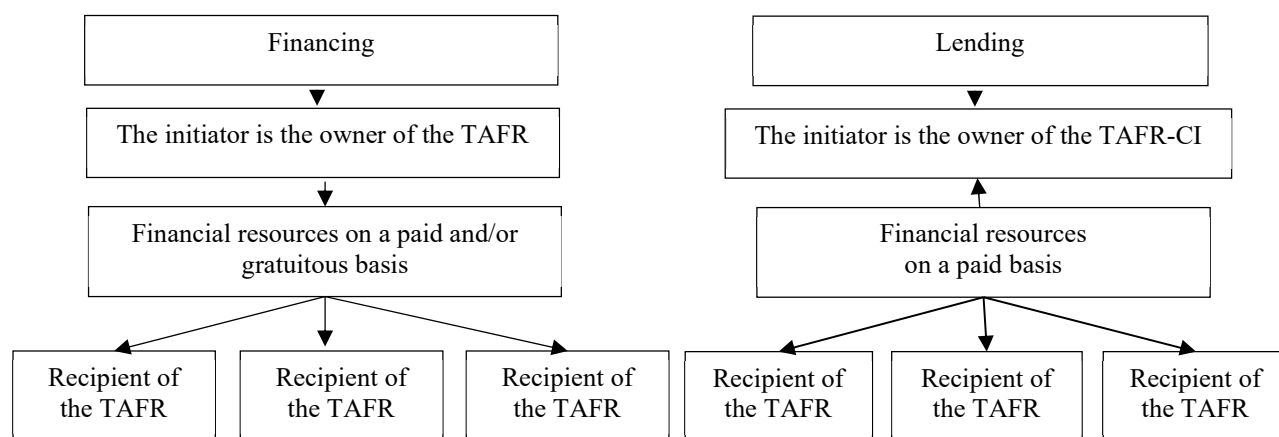 Financing
The initiator is the owner of the TAFR
Financial resources on a paid and/or
gratuitous basis
Recipient of
the TAFR
Recipient of
the TAFR
Recipient of
the TAFR
Lending
The initiator is the owner of the TAFR-CI
Financial resources
on a paid basis
Recipient of
the TAFR
Recipient of
the TAFR
Recipient of
the TAFR